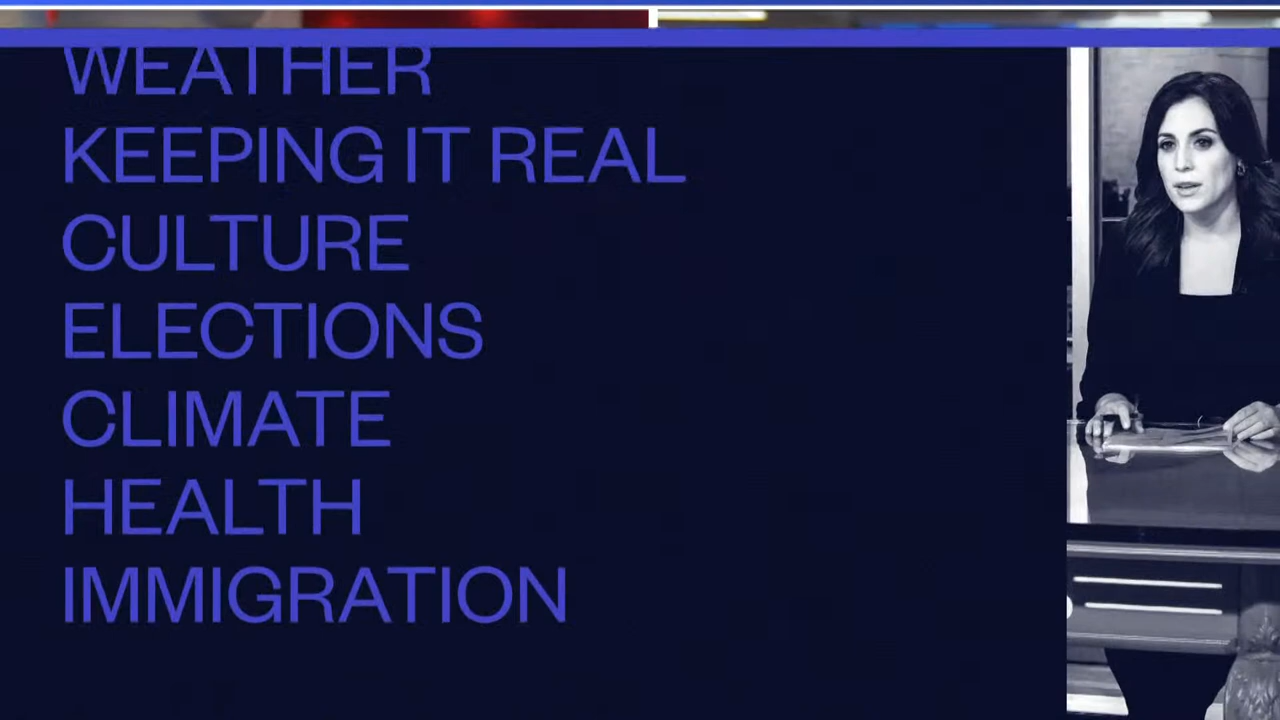 WEATHER
KEEPING IT REAL
CULTURE
ELECTIONS
CLIMATE
HEALTH
IMMIGRATION